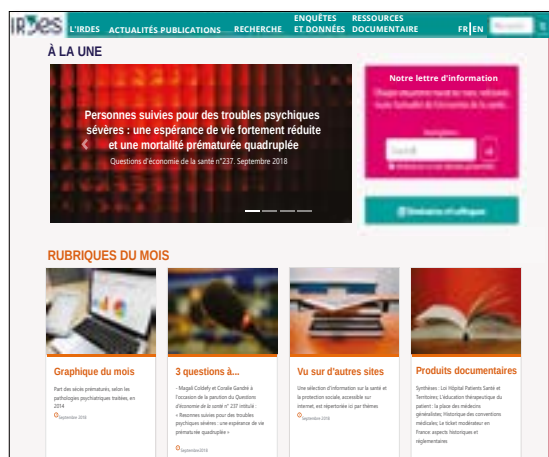 IRDES
L'IRDES ACTUALITÉS PUBLICATIONS RECHERCHE ENQUÊTES ET DONNÉES RESSOURCES DOCUMENTAIRE FR EN
À LA UNE
Personnes suivies pour des troubles psychiques
sévères : une espérance de vie fortement réduite
et une mortalité prématurée quadruplée
Questions d'économie de la santé n°237. Septembre 2018
Notre lettre d'information
RUBRIQUES DU MOIS
Graphique du mois
Part des décès prématurés, selon les
pathologies psychiatriques traitées, en
2014
Septembre 2018
3 questions à...
- Magali Coldefy et Coralie Gandré à
l'occasion de la parution du Questions
d'économie de la santé n° 237 intitulé :
« Personnes suivies pour des troubles
psychiques sévères : une espérance de vie
prématurée quadruplée »
Septembre 2018
Vu sur d'autres sites
Une sélection d'information sur la santé et
la protection sociale, accessible sur
internet, est répertoriée ici par thèmes
Septembre 2018
Produits documentaires
Synthèses : Loi Hôpital Patients Santé et
Territoires; L'éducation thérapeutique du
patient : la place des médecins
généralistes; Historique des conventions
médicales; Le ticket modérateur en
France: aspects historiques et
réglementaires